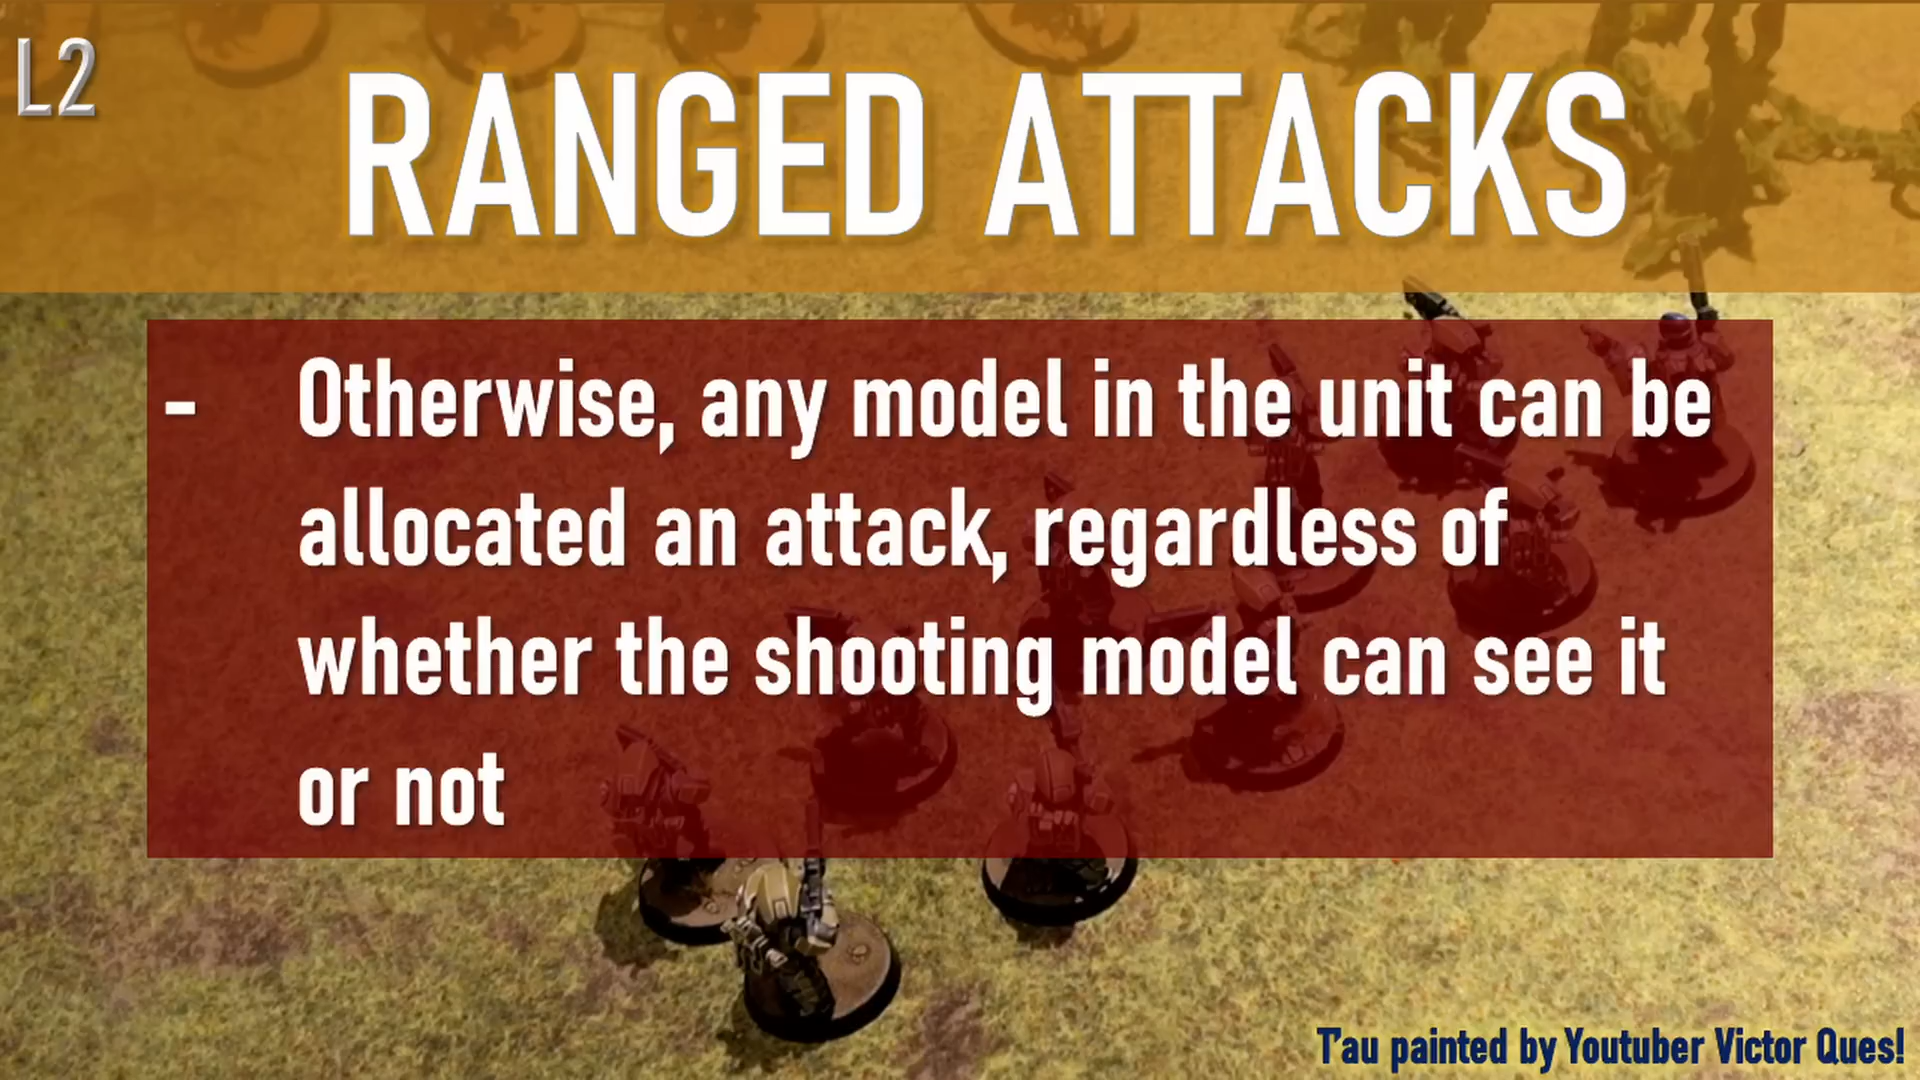 L2
RANGED ATTACKS
- Otherwise, any model in the unit can be
allocated an attack, regardless of
whether the shooting model can see it
or not
T'au painted by Youtuber Victor Ques!